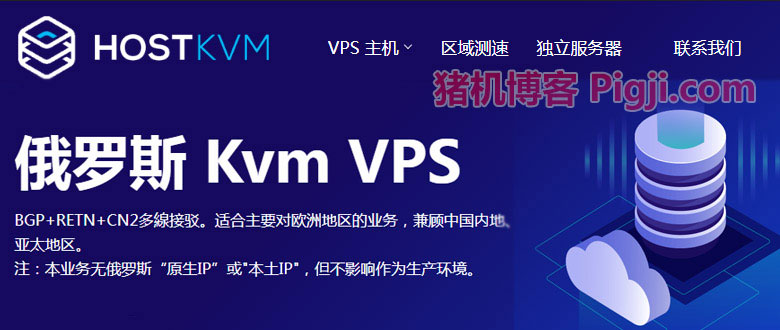 HOSTKVM
VPS 主机 区域测速 独立服务器 联系我们
猪机博客 Pigji.com
俄罗斯 Kvm VPS
BGP+RETN+CN2多線接驳。适合主要对欧洲地区的业务，兼顾中国内地、
亚太地区。
注：本业务无俄罗斯“原生IP”或"本土IP"，但不影响作为生产环境。